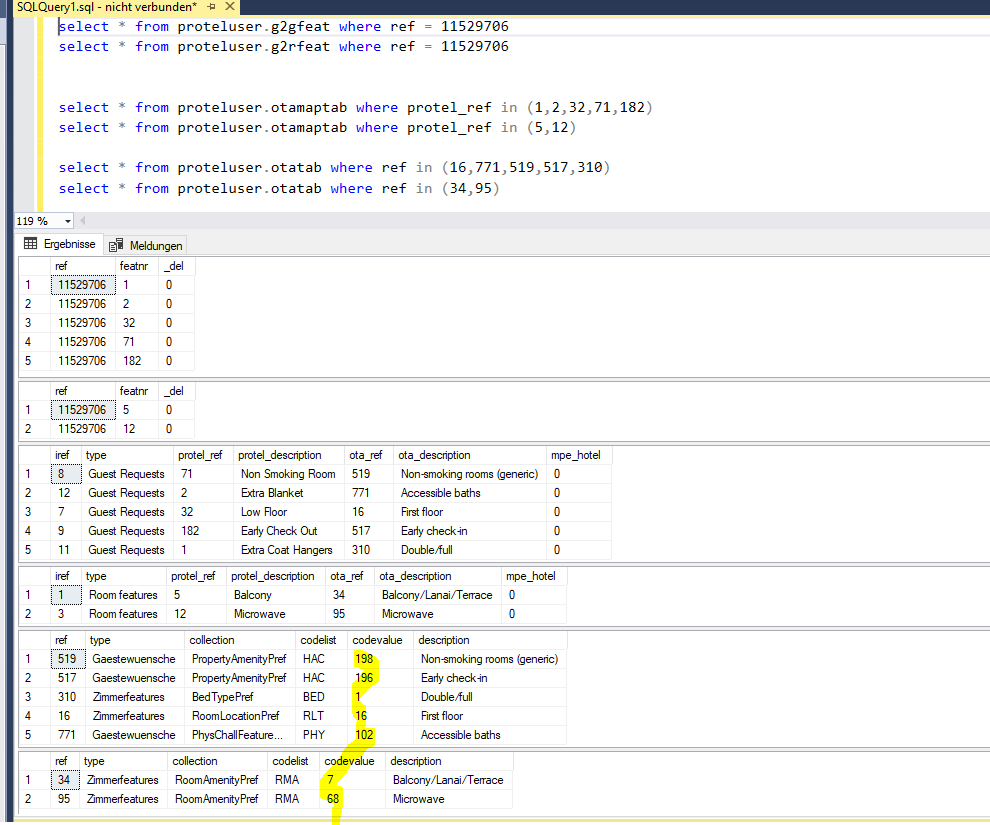 SQLQuery1.sql - nicht verbunden*
select * from proteluser.g2gfeat where ref = 11529706
select * from proteluser.g2rfeat where ref = 11529706
select * from proteluser.otamaptab where protel_ref in (1,2,32,71,182)
select * from proteluser.otamaptab where protel_ref in (5,12)
select * from proteluser.otatab where ref in (16,771,519,517,310)
select * from proteluser.otatab where ref in (34,95)
119 %
Ergebnisse Meldungen
ref featnr _del
1 11529706 1 0
2 11529706 2 0
3 11529706 32 0
4 11529706 71 0
5 11529706 182 0
ref featnr _del
1 11529706 5 0
2 11529706 12 0
iref type protel_ref protel_description ota_ref ota_description mpe_hotel
1 8 Guest Requests 71 Non Smoking Room 519 Non-smoking rooms (generic) 0
2 12 Guest Requests 2 Extra Blanket 771 Accessible baths 0
3 7 Guest Requests 32 Low Floor 16 First floor 0
4 9 Guest Requests 182 Early Check Out 517 Early check-in 0
5 11 Guest Requests 1 Extra Coat Hangers 310 Double/full 0
iref type protel_ref protel_description ota_ref ota_description mpe_hotel
1 1 Room features 5 Balcony 34 Balcony/Lanai/Terrace 0
2 3 Room features 12 Microwave 95 Microwave 0
ref type collection codelist codevalue description
1 519 Gaestewuensche PropertyAmenityPref HAC 198 Non-smoking rooms (generic)
2 517 Gaestewuensche PropertyAmenityPref HAC 196 Early check-in
3 310 Zimmerfeatures BedTypePref BED 1 Double/full
4 16 Zimmerfeatures RoomLocationPref RLT 16 First floor
5 771 Gaestewuensche PhysChallFeature... PHY 102 Accessible baths
ref type collection codelist codevalue description
1 34 Zimmerfeatures RoomAmenityPref RMA 7 Balcony/Lanai/Terrace
2 95 Zimmerfeatures RoomAmenityPref RMA 68 Microwave